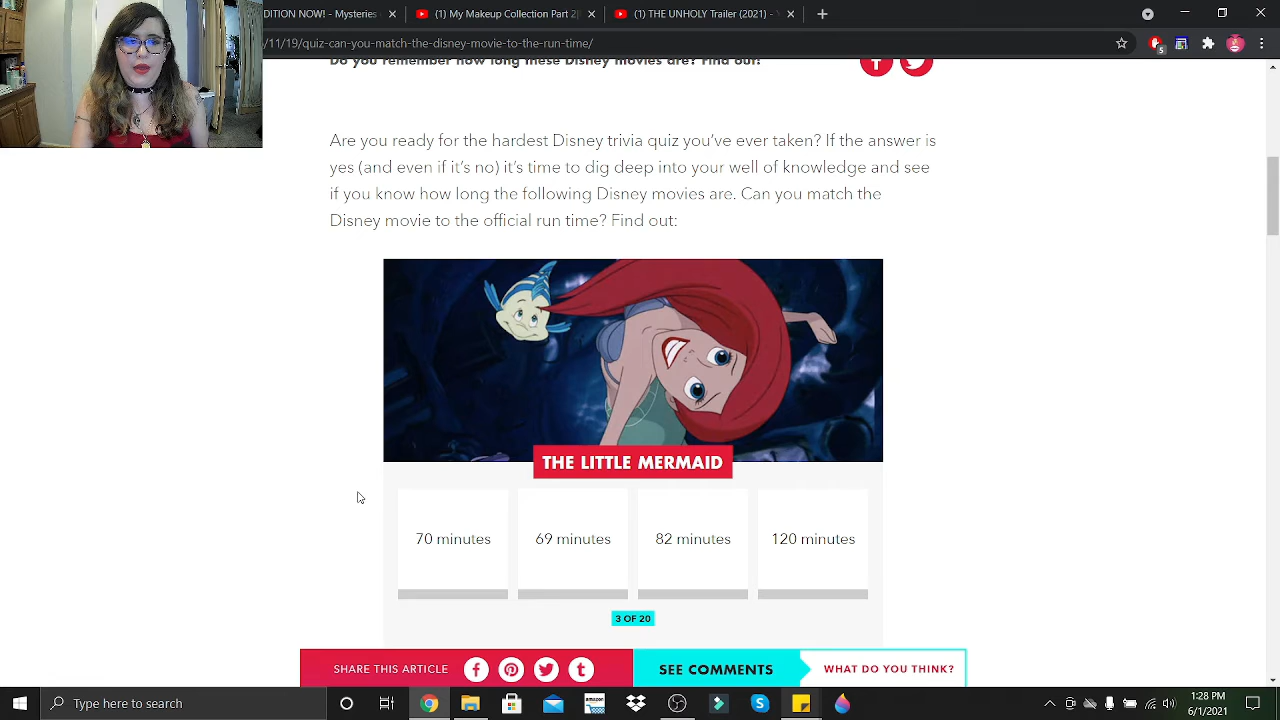 DITION NOW! - Mysteries
(1) My Makeup Collection Part 2|
(1) THE UNHOLY Trailer (2021) -
/11/19/quiz-can-you-match-the-disney-movie-to-the-run-time/
5
Do you remember how long these Disney movies are? Find out!
Are you ready for the hardest Disney trivia quiz you've ever taken? If the answer is
yes (and even if it's no) it's time to dig deep into your well of knowledge and see
if you know how long the following Disney movies are. Can you match the
Disney movie to the official run time? Find out:
THE LITTLE MERMAID
70 minutes
69 minutes
82 minutes
120 minutes
3 OF 20
SHARE THIS ARTICLE
SEE COMMENTS
WHAT DO YOU THINK?
Type here to search
amazon
1:28 PM
6/1/2021